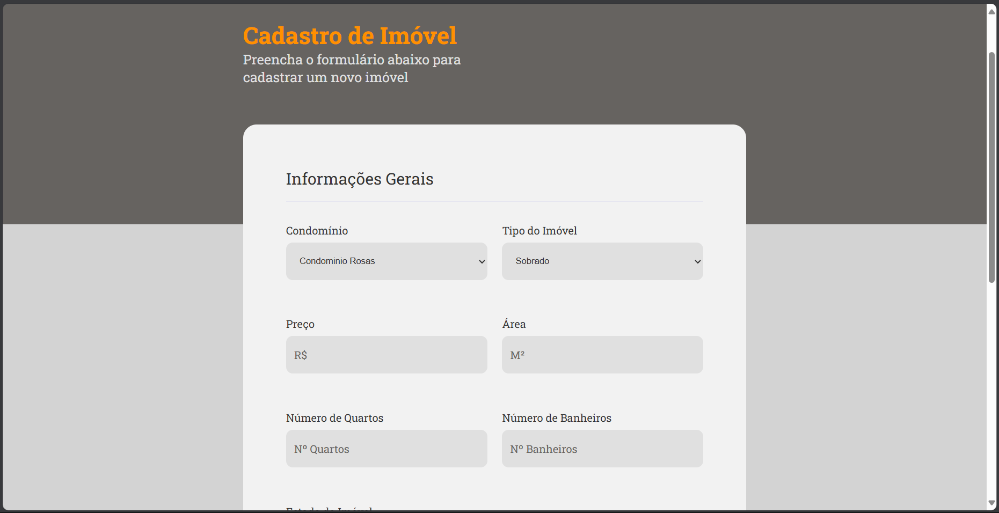 Cadastro de Imóvel
Preencha o formulário abaixo para
cadastrar um novo imóvel
Informações Gerais
Condomínio
Tipo do Imóvel
Condominio Rosas
Sobrado
Preço
Área
R$
M²
Número de Quartos
Número de Banheiros
Nº Quartos
Nº Banheiros